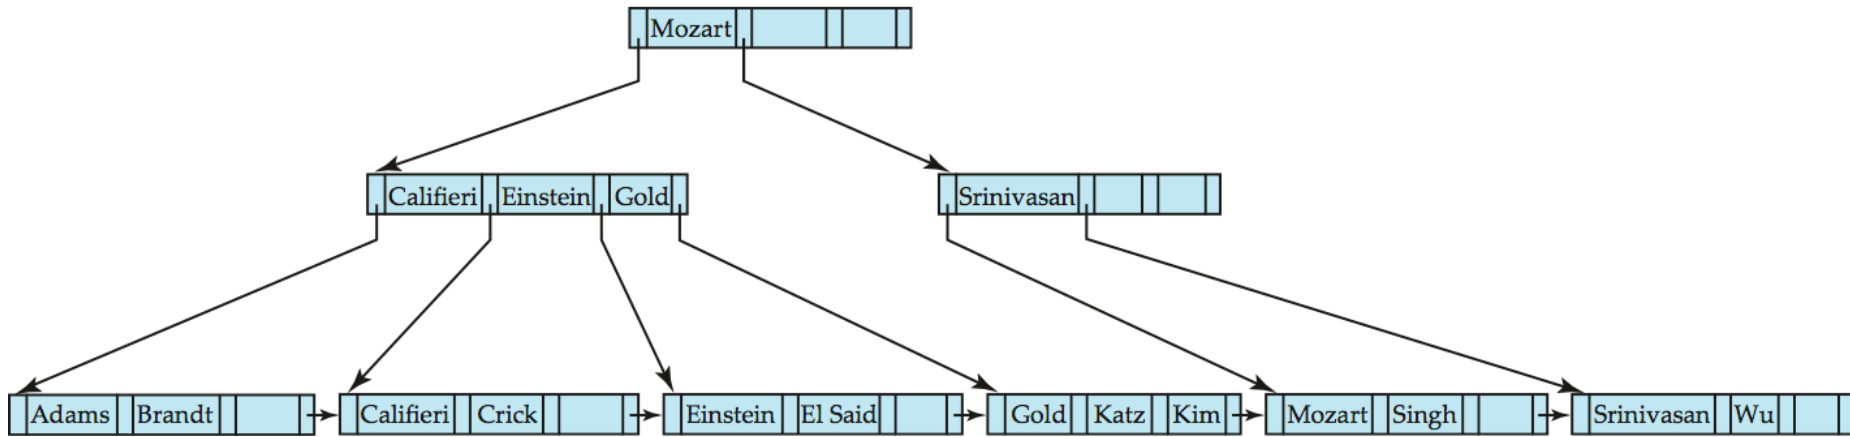 Mozart
Califieri Einstein Gold
Srinivasan
Adams Brandt
Califieri Crick
Einstein El Said
Gold Katz Kim
Mozart Singh
Srinivasan Wu